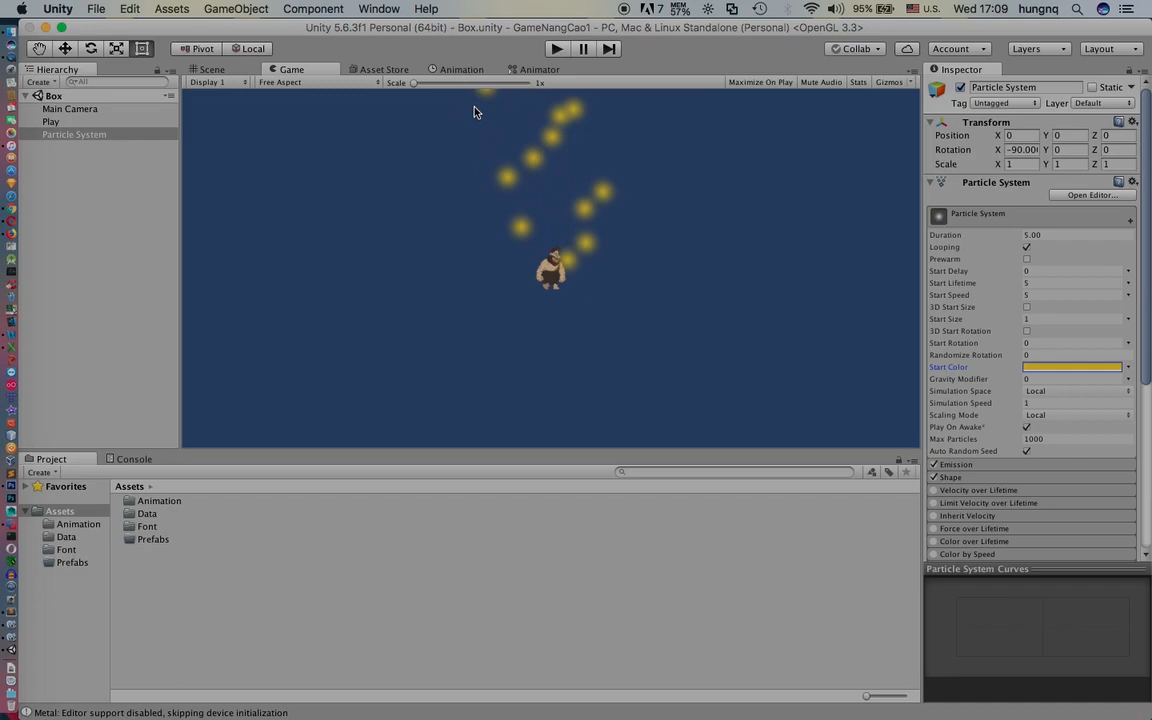 Unity File Edit Assets GameObject Component Window Help 7 MEM 57% 95% U.S. Wed 17:09 hungnq
Unity 5.6.3f1 Personal (64bit) - Box.unity - GameNangCao1 - PC, Mac & Linux Standalone (Personal) <OpenGL 3.3>
Pivot Local Collab Account Layers Layout
Hierarchy Scene Game Asset Store Animation Animator Inspector
Create All Display 1 Free Aspect Scale 1x Maximize On Play Mute Audio Stats Gizmos
Particle System Static
Box
Tag Untagged Layer Default
Main Camera
Play
Particle System
Transform
Position X 0 Y 0 Z 0
Rotation X -90.00 Y 0 Z 0
Scale X 1 Y 1 Z 1
Particle System
Open Editor...
Particle System
Duration 5.00
Looping
Prewarm
Start Delay 0
Start Lifetime 5
Start Speed 5
3D Start Size
Start Size 1
3D Start Rotation
Start Rotation 0
Randomize Rotation 0
Start Color
Gravity Modifier 0
Simulation Space Local
Simulation Speed 1
Scaling Mode Local
Play On Awake*
Max Particles 1000
Auto Random Seed
Emission
Shape
Velocity over Lifetime
Limit Velocity over Lifetime
Inherit Velocity
Force over Lifetime
Color over Lifetime
Color by Speed
Particle System Curves
Project Console
Create
Favorites
Assets
Animation
Data
Font
Prefabs
Assets
Animation
Data
Font
Prefabs
Metal: Editor support disabled, skipping device initialization